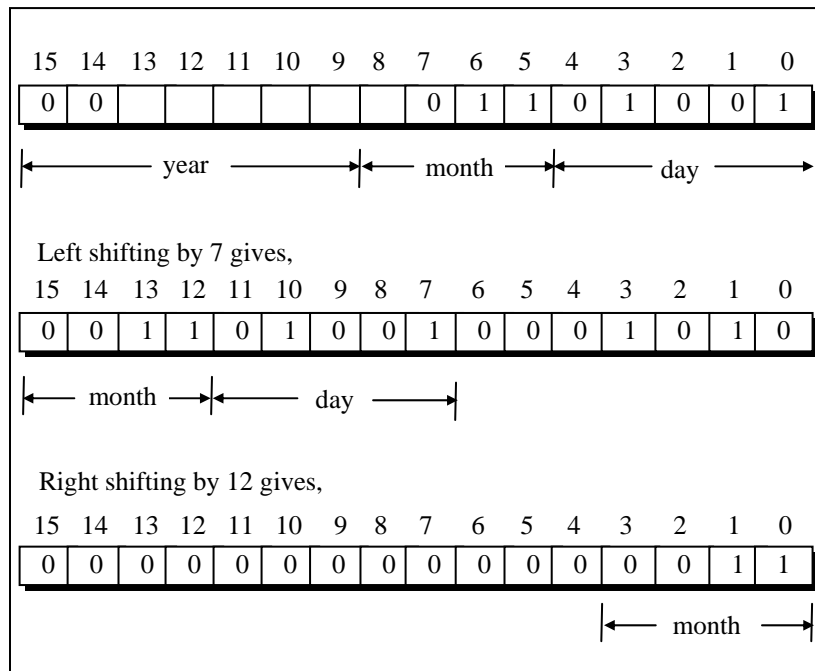 15 14 13 12 11 10 9 8 7 6 5 4 3 2 1 0
0 0 0 1 1 0 1 0 0 1
year month day
Left shifting by 7 gives,
15 14 13 12 11 10 9 8 7 6 5 4 3 2 1 0
0 0 1 1 0 1 0 0 1 0 0 0 1 0 1 0
month day
Right shifting by 12 gives,
15 14 13 12 11 10 9 8 7 6 5 4 3 2 1 0
0 0 0 0 0 0 0 0 0 0 0 0 0 0 1 1
month